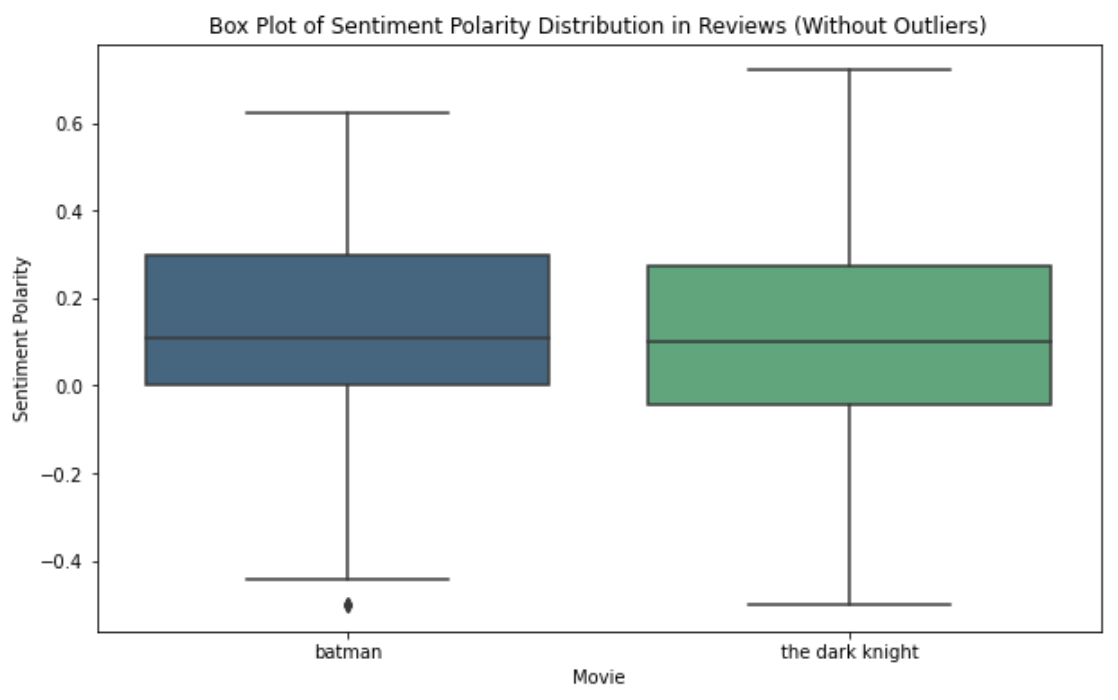 Box Plot of Sentiment Polarity Distribution in Reviews (Without Outliers)
Sentiment Polarity
0.6
0.4
0.2
0.0
−0.2
−0.4
batman
the dark knight
Movie